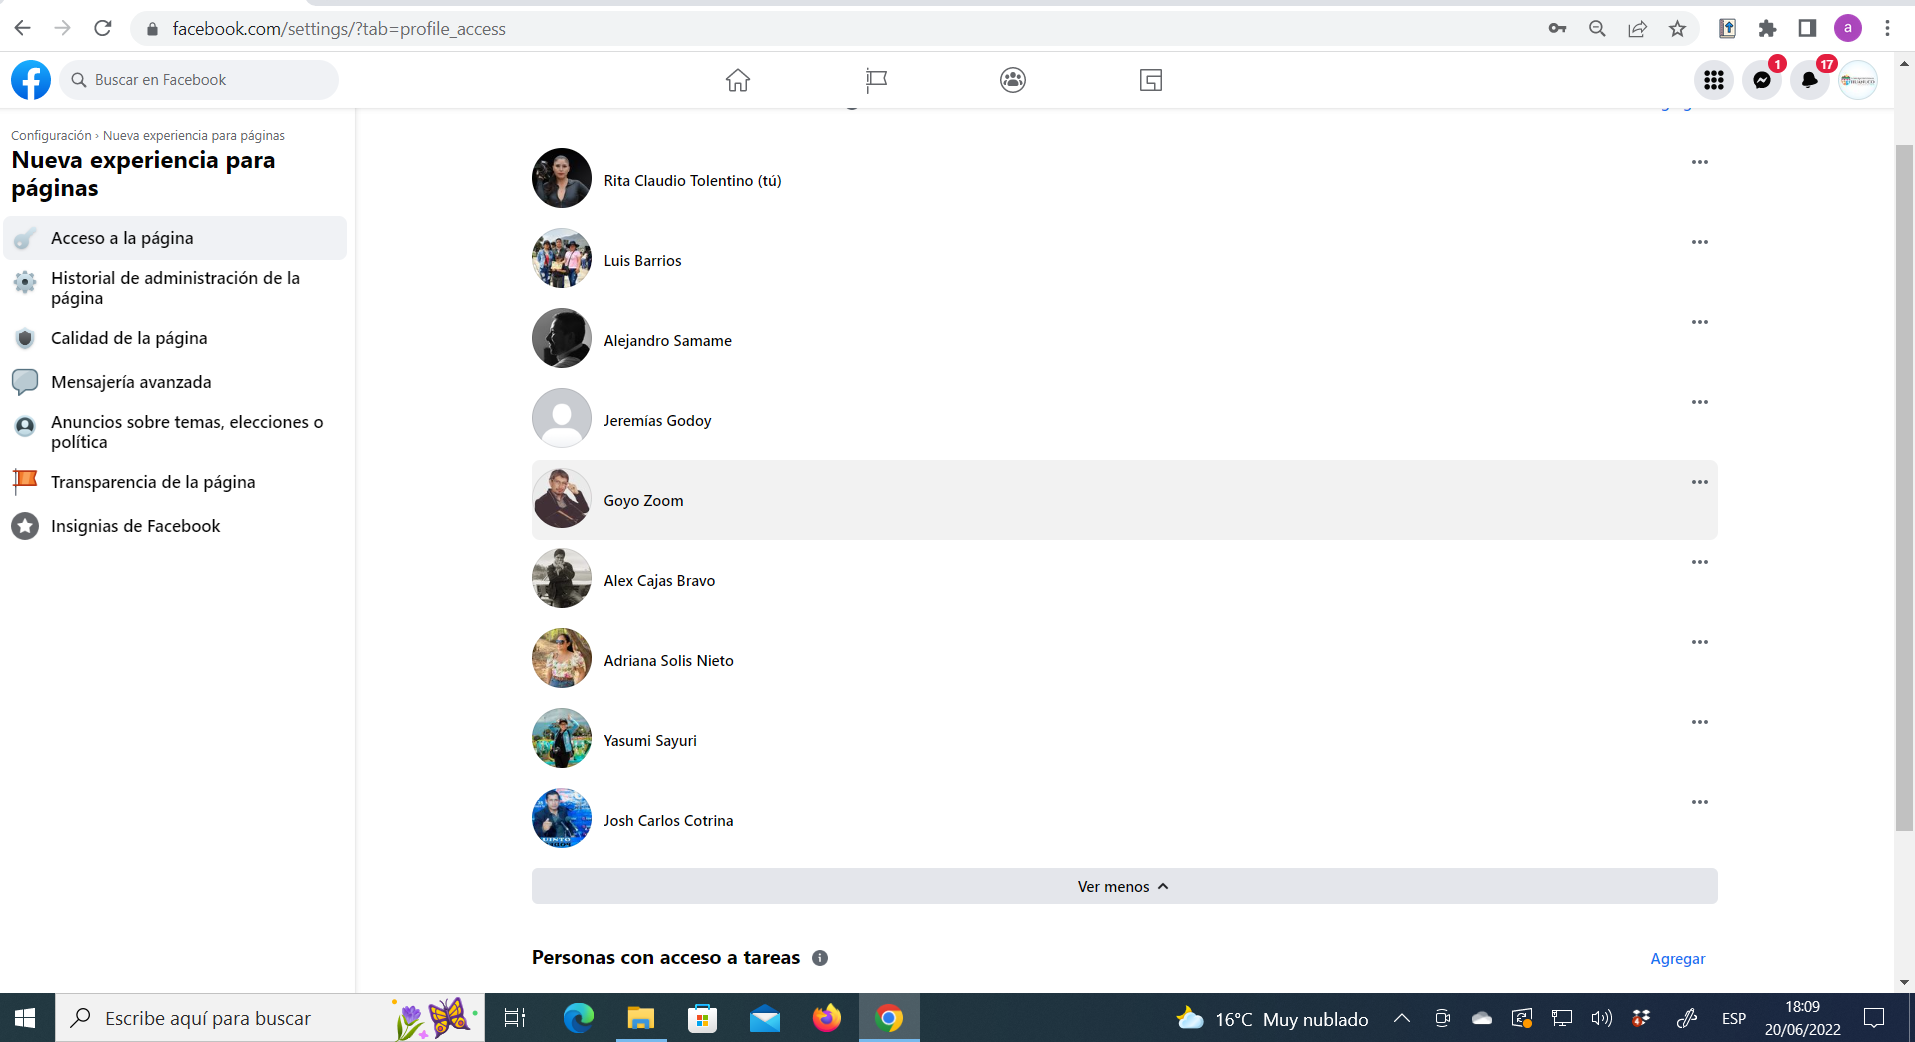 facebook.com/settings/?tab=profile_access
a
Buscar en Facebook
1
17
Configuración › Nueva experiencia para páginas
Nueva experiencia para
páginas
Acceso a la página
Historial de administración de la
página
Calidad de la página
Mensajería avanzada
Anuncios sobre temas, elecciones o
política
Transparencia de la página
Insignias de Facebook
Rita Claudio Tolentino (tú)
Luis Barrios
Alejandro Samame
Jeremías Godoy
Goyo Zoom
Alex Cajas Bravo
Adriana Solis Nieto
Yasumi Sayuri
Josh Carlos Cotrina
Ver menos
Personas con acceso a tareas
Agregar
Escribe aquí para buscar
16°C Muy nublado
ESP
18:09
20/06/2022